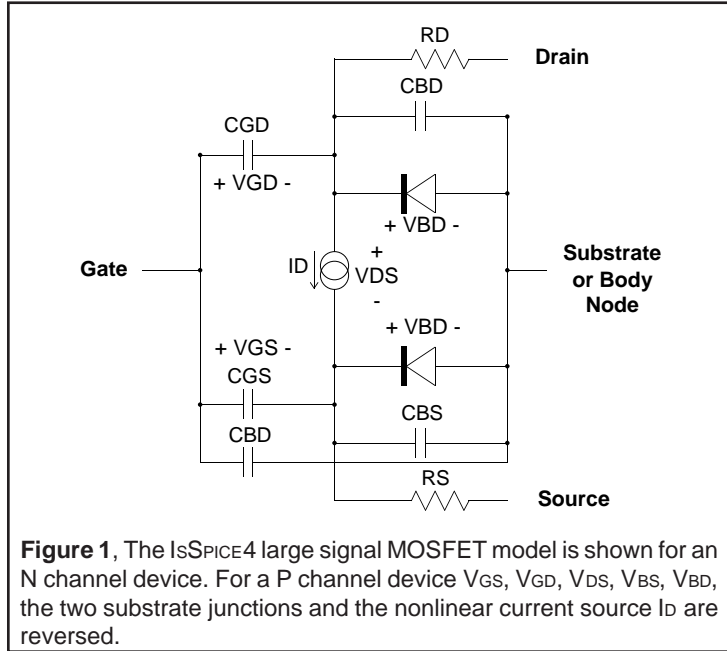 RD
Drain
CBD
CGD
+ VGD -
+ VBD -
Gate
ID
+
VDS
-
Substrate
or Body
Node
+ VBD -
+ VGS -
CGS
CBD
CBS
RS
Source
Figure 1, The ISSPICE4 large signal MOSFET model is shown for an
N channel device. For a P channel device VGS, VGD, VDS, VBS, VBD,
the two substrate junctions and the nonlinear current source ID are
reversed.